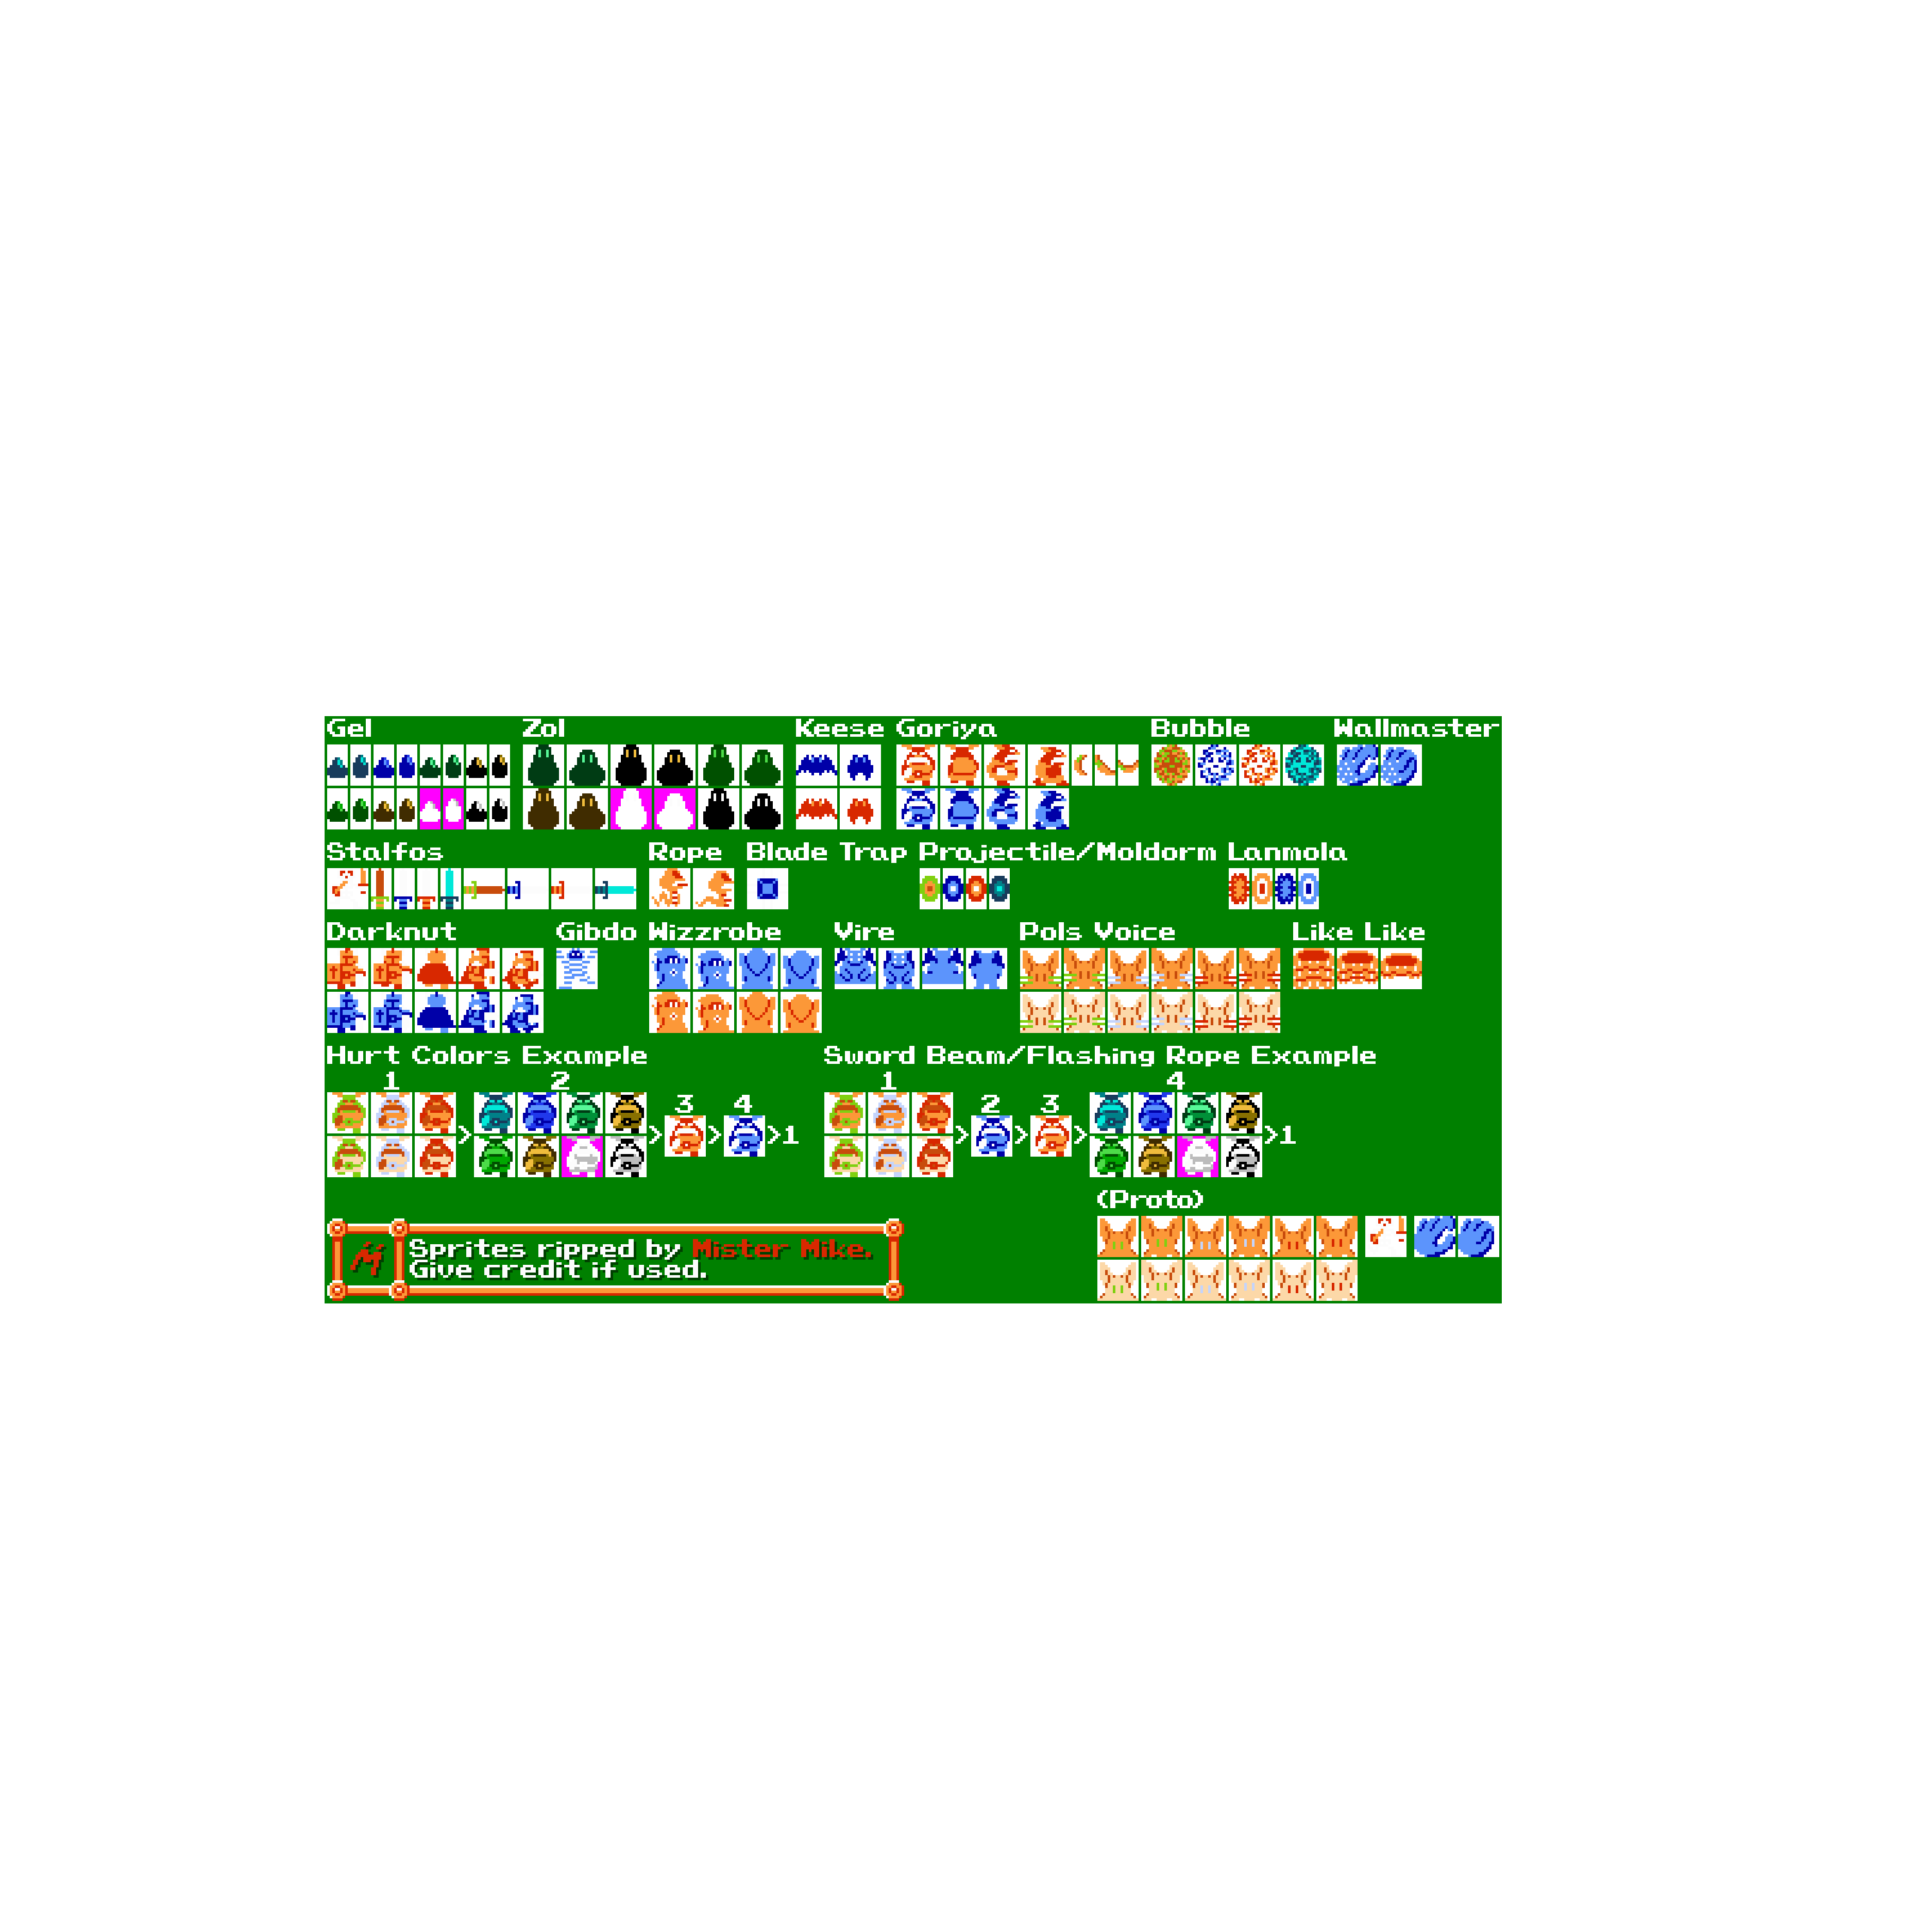 Gel Zol Keese Goriya Bubble Wallmaster
Stalfos Rope Blade Trap Projectile/Moldorm Lanmola
Darknut Gibdo Wizzrobe Vire Pols Voice Like Like
Hurt Colors Example Sword Beam/Flashing Rope Example
1 2 3 4 1 2 3 4
> > > >1 > > > >1
(Proto)
Sprites ripped by Mister Mike.
Give credit if used.